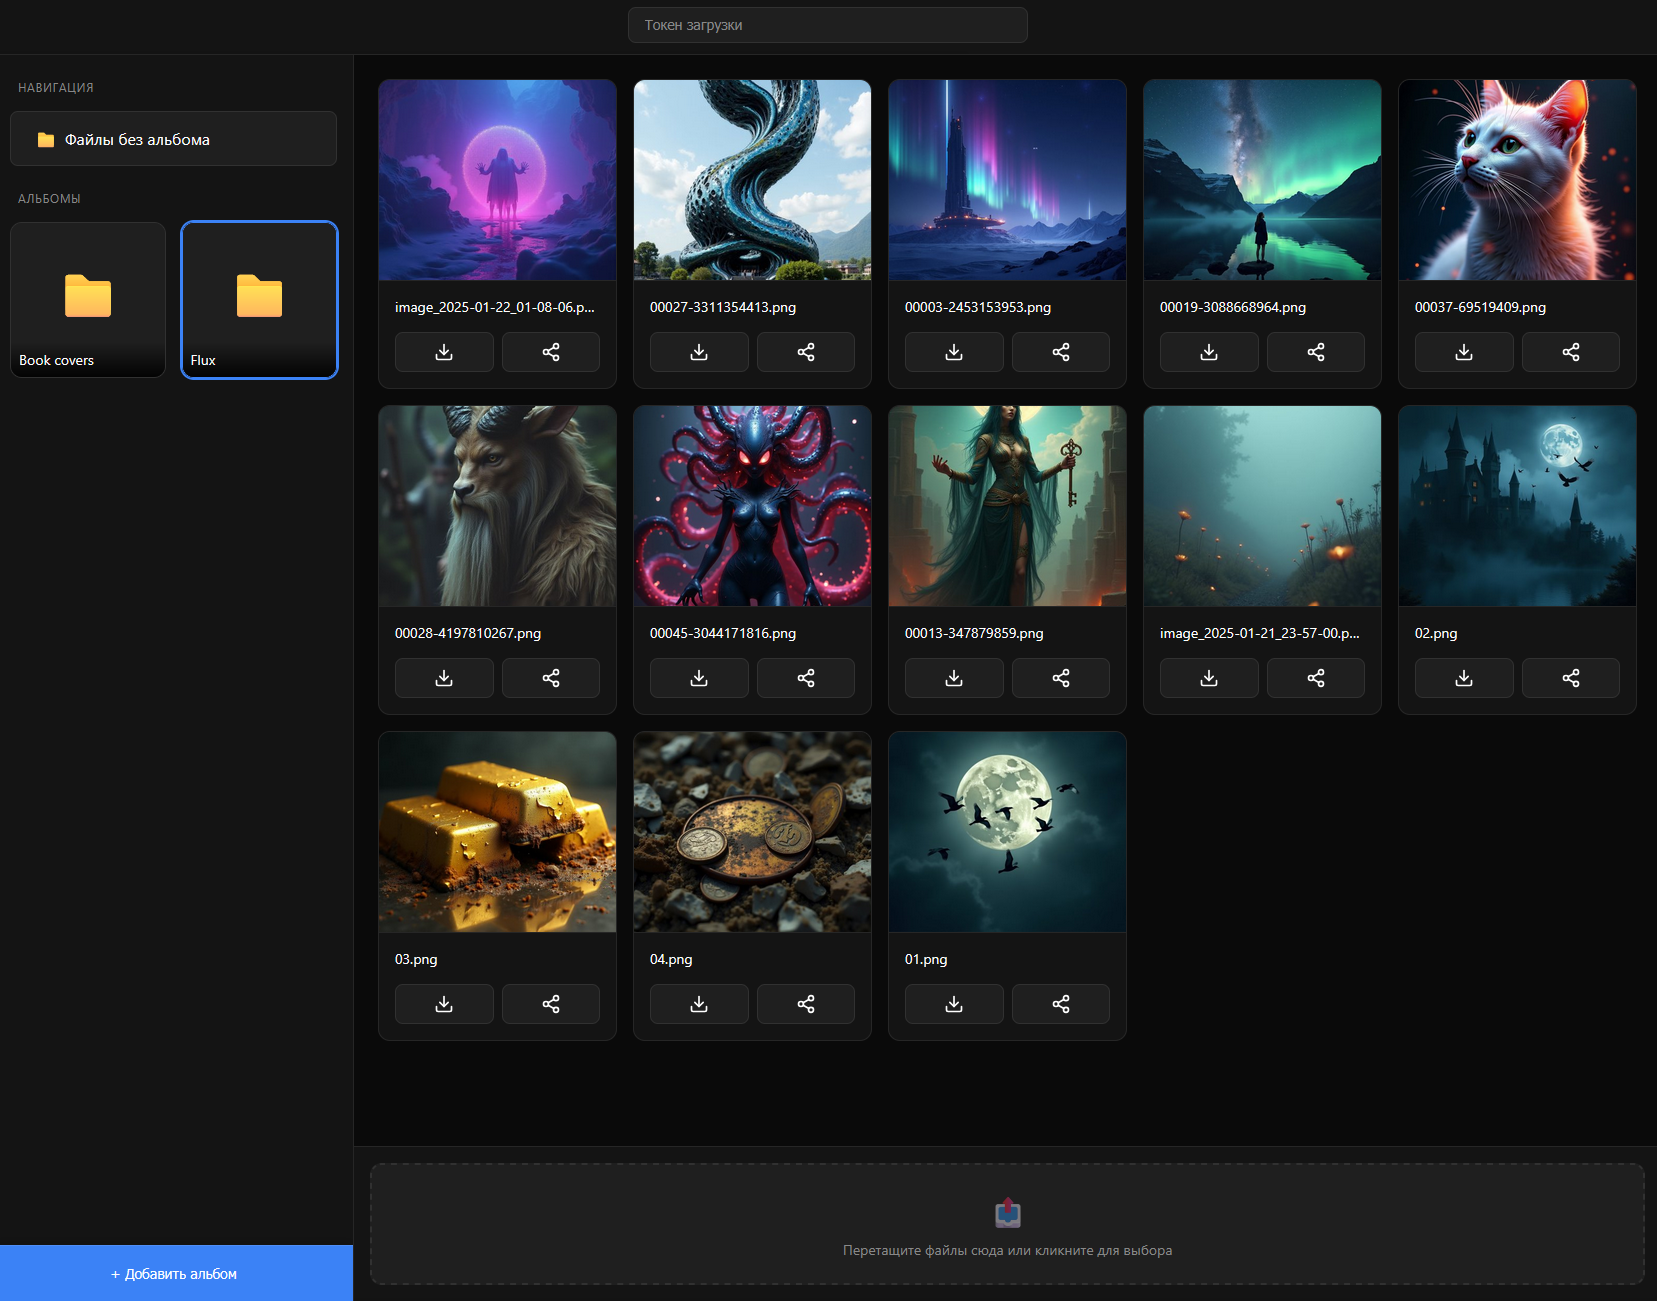 Токен загрузки
НАВИГАЦИЯ
Файлы без альбома
АЛЬБОМЫ
Book covers
Flux
image_2025-01-22_01-08-06.p...
00027-3311354413.png
00003-2453153953.png
00019-3088668964.png
00037-69519409.png
00028-4197810267.png
00045-3044171816.png
00013-347879859.png
image_2025-01-21_23-57-00.p...
02.png
03.png
04.png
01.png
Перетащите файлы сюда или кликните для выбора
+ Добавить альбом